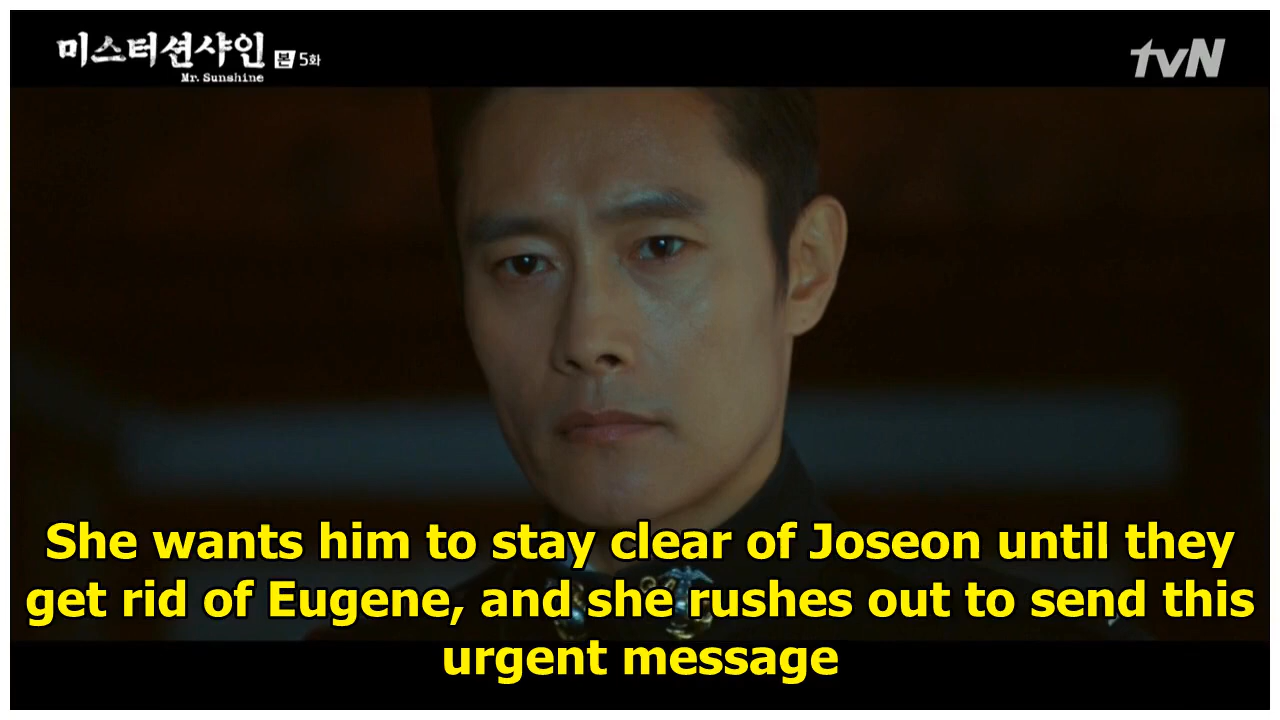 미스터션샤인 본 5화
Mr. Sunshine
tvN
She wants him to stay clear of Joseon until they
get rid of Eugene, and she rushes out to send this
urgent message